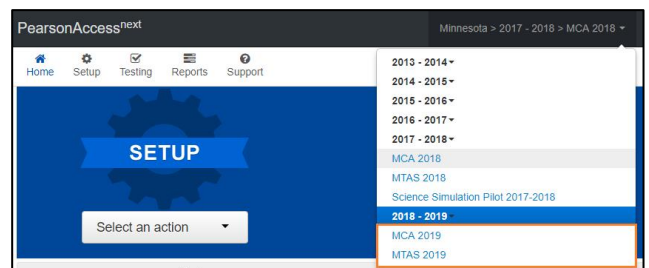 PearsonAccess next
Minnesota > 2017 - 2018 > MCA 2018
Home Setup Testing Reports Support
SETUP
Select an action
2013 - 2014
2014 - 2015
2015 - 2016
2016 - 2017
2017 - 2018
MCA 2018
MTAS 2018
Science Simulation Pilot 2017-2018
2018 - 2019
MCA 2019
MTAS 2019